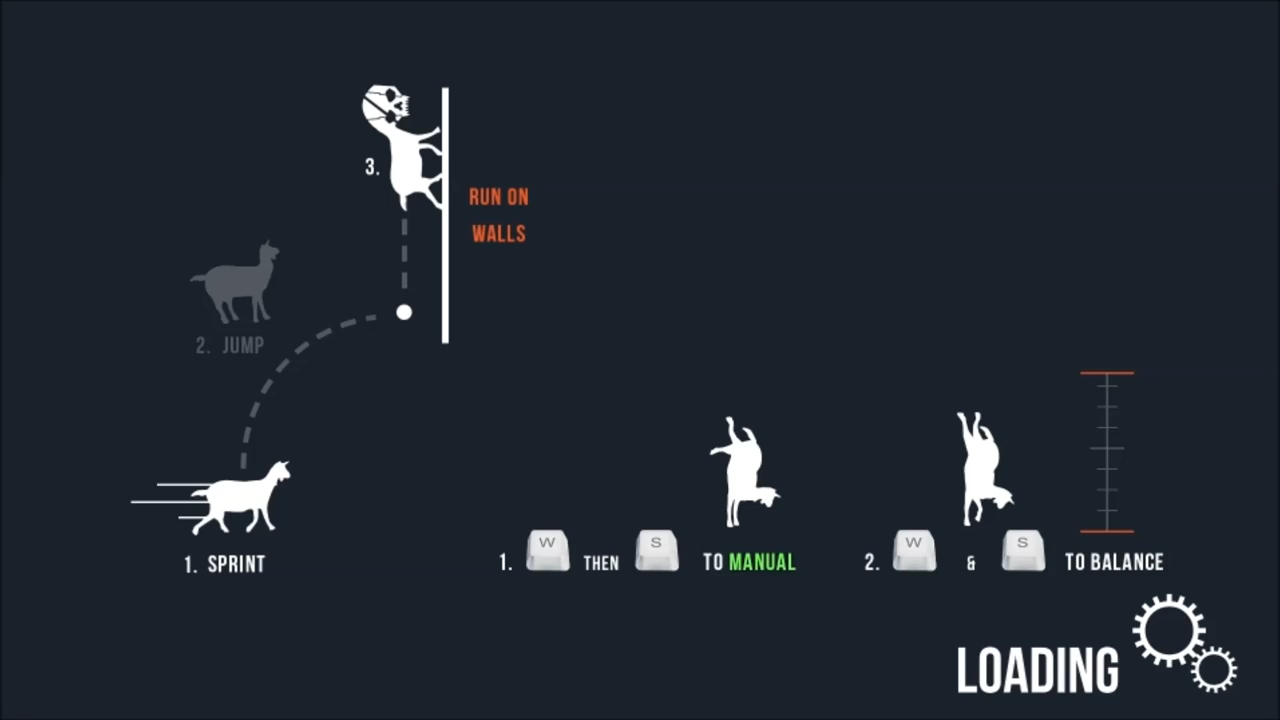 3.
RUN ON
WALLS
2. JUMP
1. SPRINT
1. W THEN S TO MANUAL
2. W & S TO BALANCE
LOADING